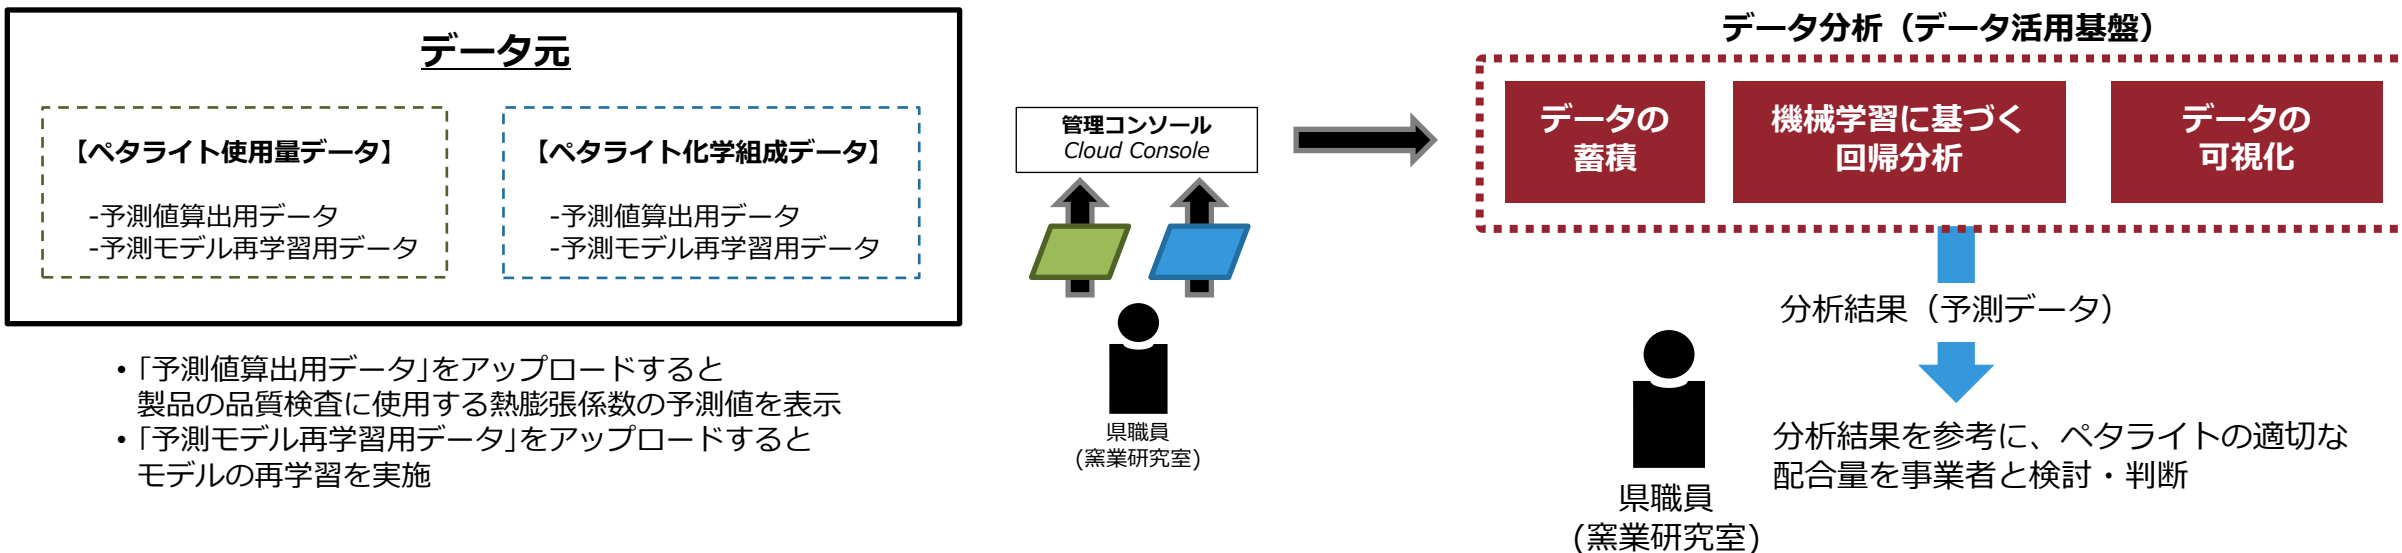 データ元
【ペタライト使用量データ】
-予測値算出用データ
-予測モデル再学習用データ
【ペタライト化学組成データ】
-予測値算出用データ
-予測モデル再学習用データ
・「予測値算出用データ」をアップロードすると
製品の品質検査に使用する熱膨張係数の予測値を表示
・「予測モデル再学習用データ」をアップロードすると
モデルの再学習を実施
管理コンソール
Cloud Console
県職員
(窯業研究室)
データ分析（データ活用基盤）
データの
蓄積
機械学習に基づく
回帰分析
データの
可視化
分析結果（予測データ）
分析結果を参考に、ペタライトの適切な
配合量を事業者と検討・判断
県職員
(窯業研究室)